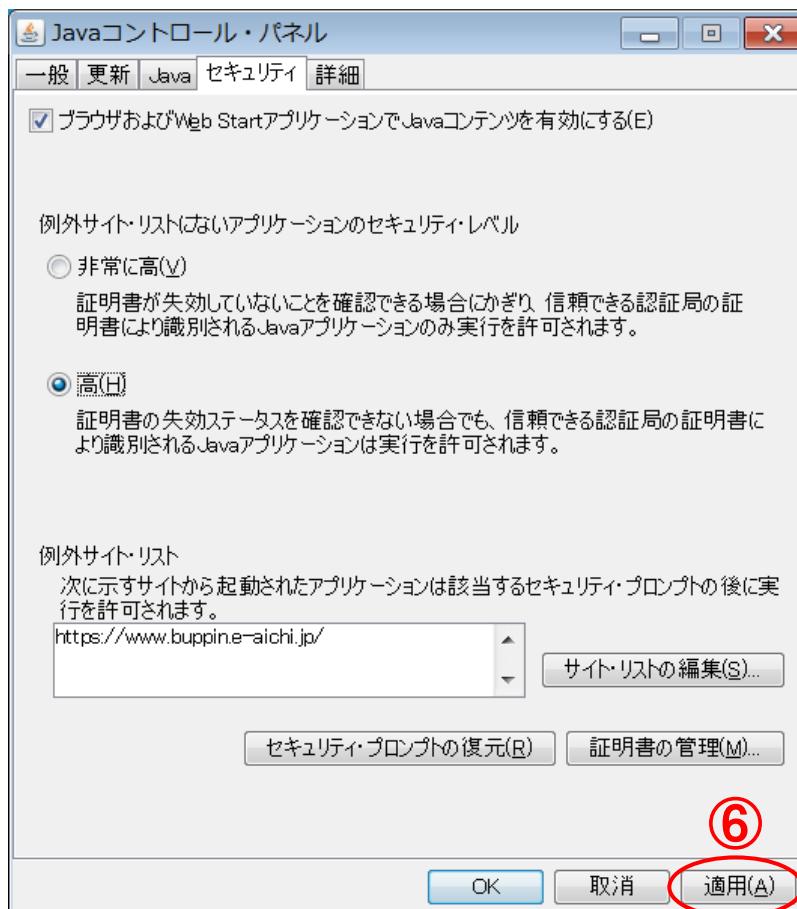 Javaコントロール・パネル
一般 更新 Java セキュリティ 詳細
ブラウザおよびWeb StartアプリケーションでJavaコンテンツを有効にする(E)
例外サイト・リストにないアプリケーションのセキュリティ・レベル
非常に高(V)
証明書が失効していないことを確認できる場合にかぎり、信頼できる認証局の証
明書により識別されるJavaアプリケーションのみ実行を許可されます。
高(H)
証明書の失効ステータスを確認できない場合でも、信頼できる認証局の証明書に
より識別されるJavaアプリケーションは実行を許可されます。
例外サイト・リスト
次に示すサイトから起動されたアプリケーションは該当するセキュリティ・プロンプトの後に実
行を許可されます。
https://www.buppin.e-aichi.jp/
サイト・リストの編集(S)...
セキュリティ・プロンプトの復元(R) 証明書の管理(M)...
⑥
OK 取消 適用(A)